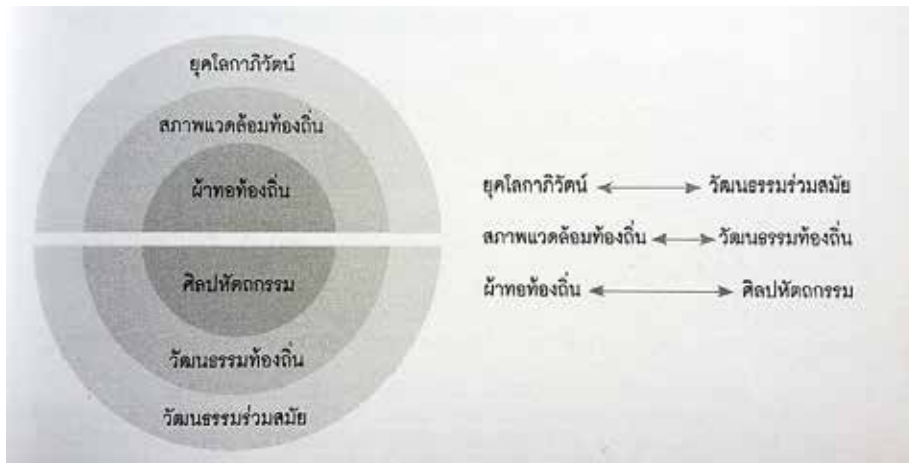 ยุคโลกาภิวัตน์
สภาพแวดล้อมท้องถิ่น
ผ้าทอท้องถิ่น
ศิลปหัตถกรรม
วัฒนธรรมท้องถิ่น
วัฒนธรรมร่วมสมัย
ยุคโลกาภิวัตน์ วัฒนธรรมร่วมสมัย
สภาพแวดล้อมท้องถิ่น วัฒนธรรมท้องถิ่น
ผ้าทอท้องถิ่น ศิลปหัตถกรรม